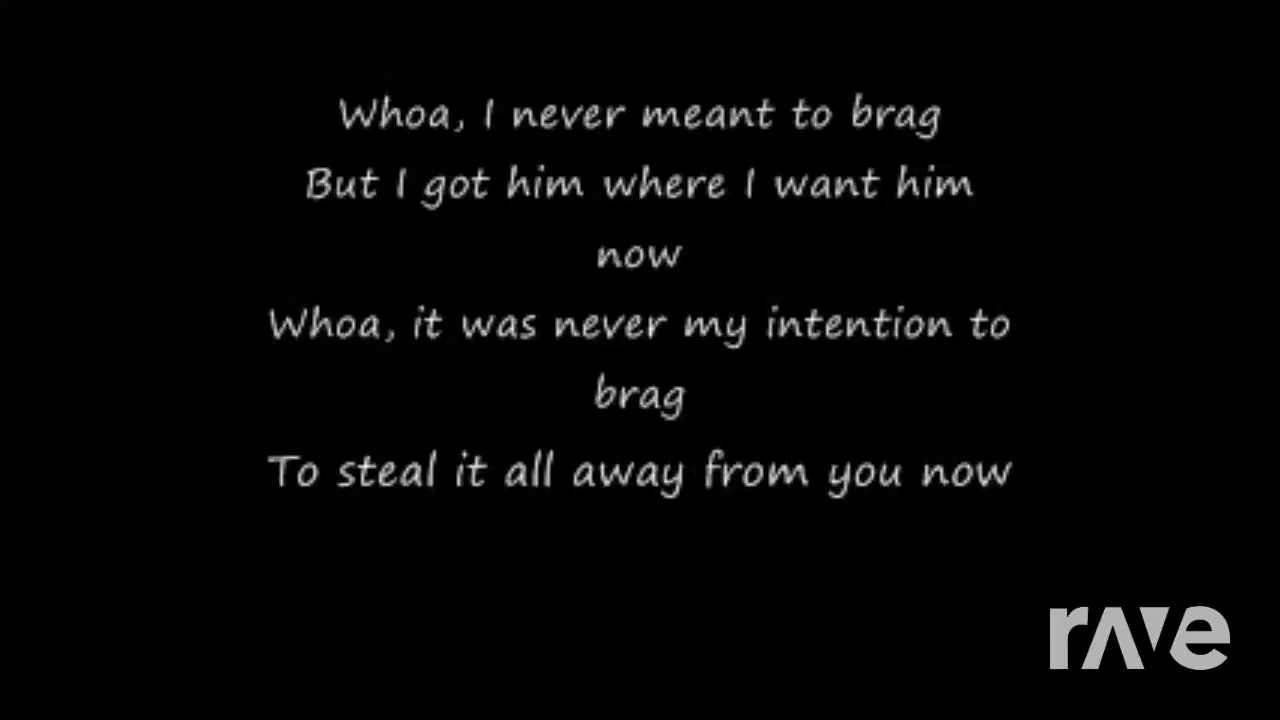 Whoa, I never meant to brag
But I got him where I want him
now
Whoa, it was never my intention to
brag
To steal it all away from you now
rave